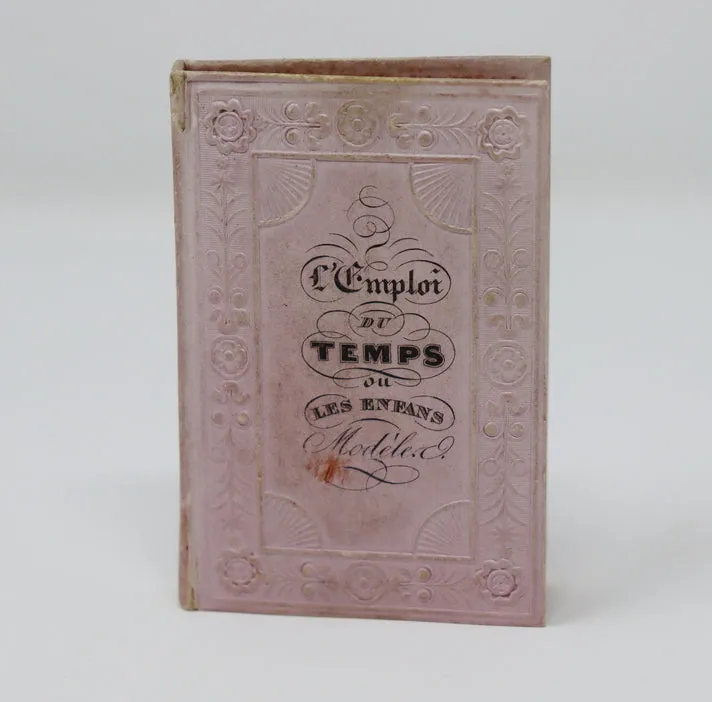 L'Emploi
DU
TEMPS
ou
LES ENFANS
Modèles.